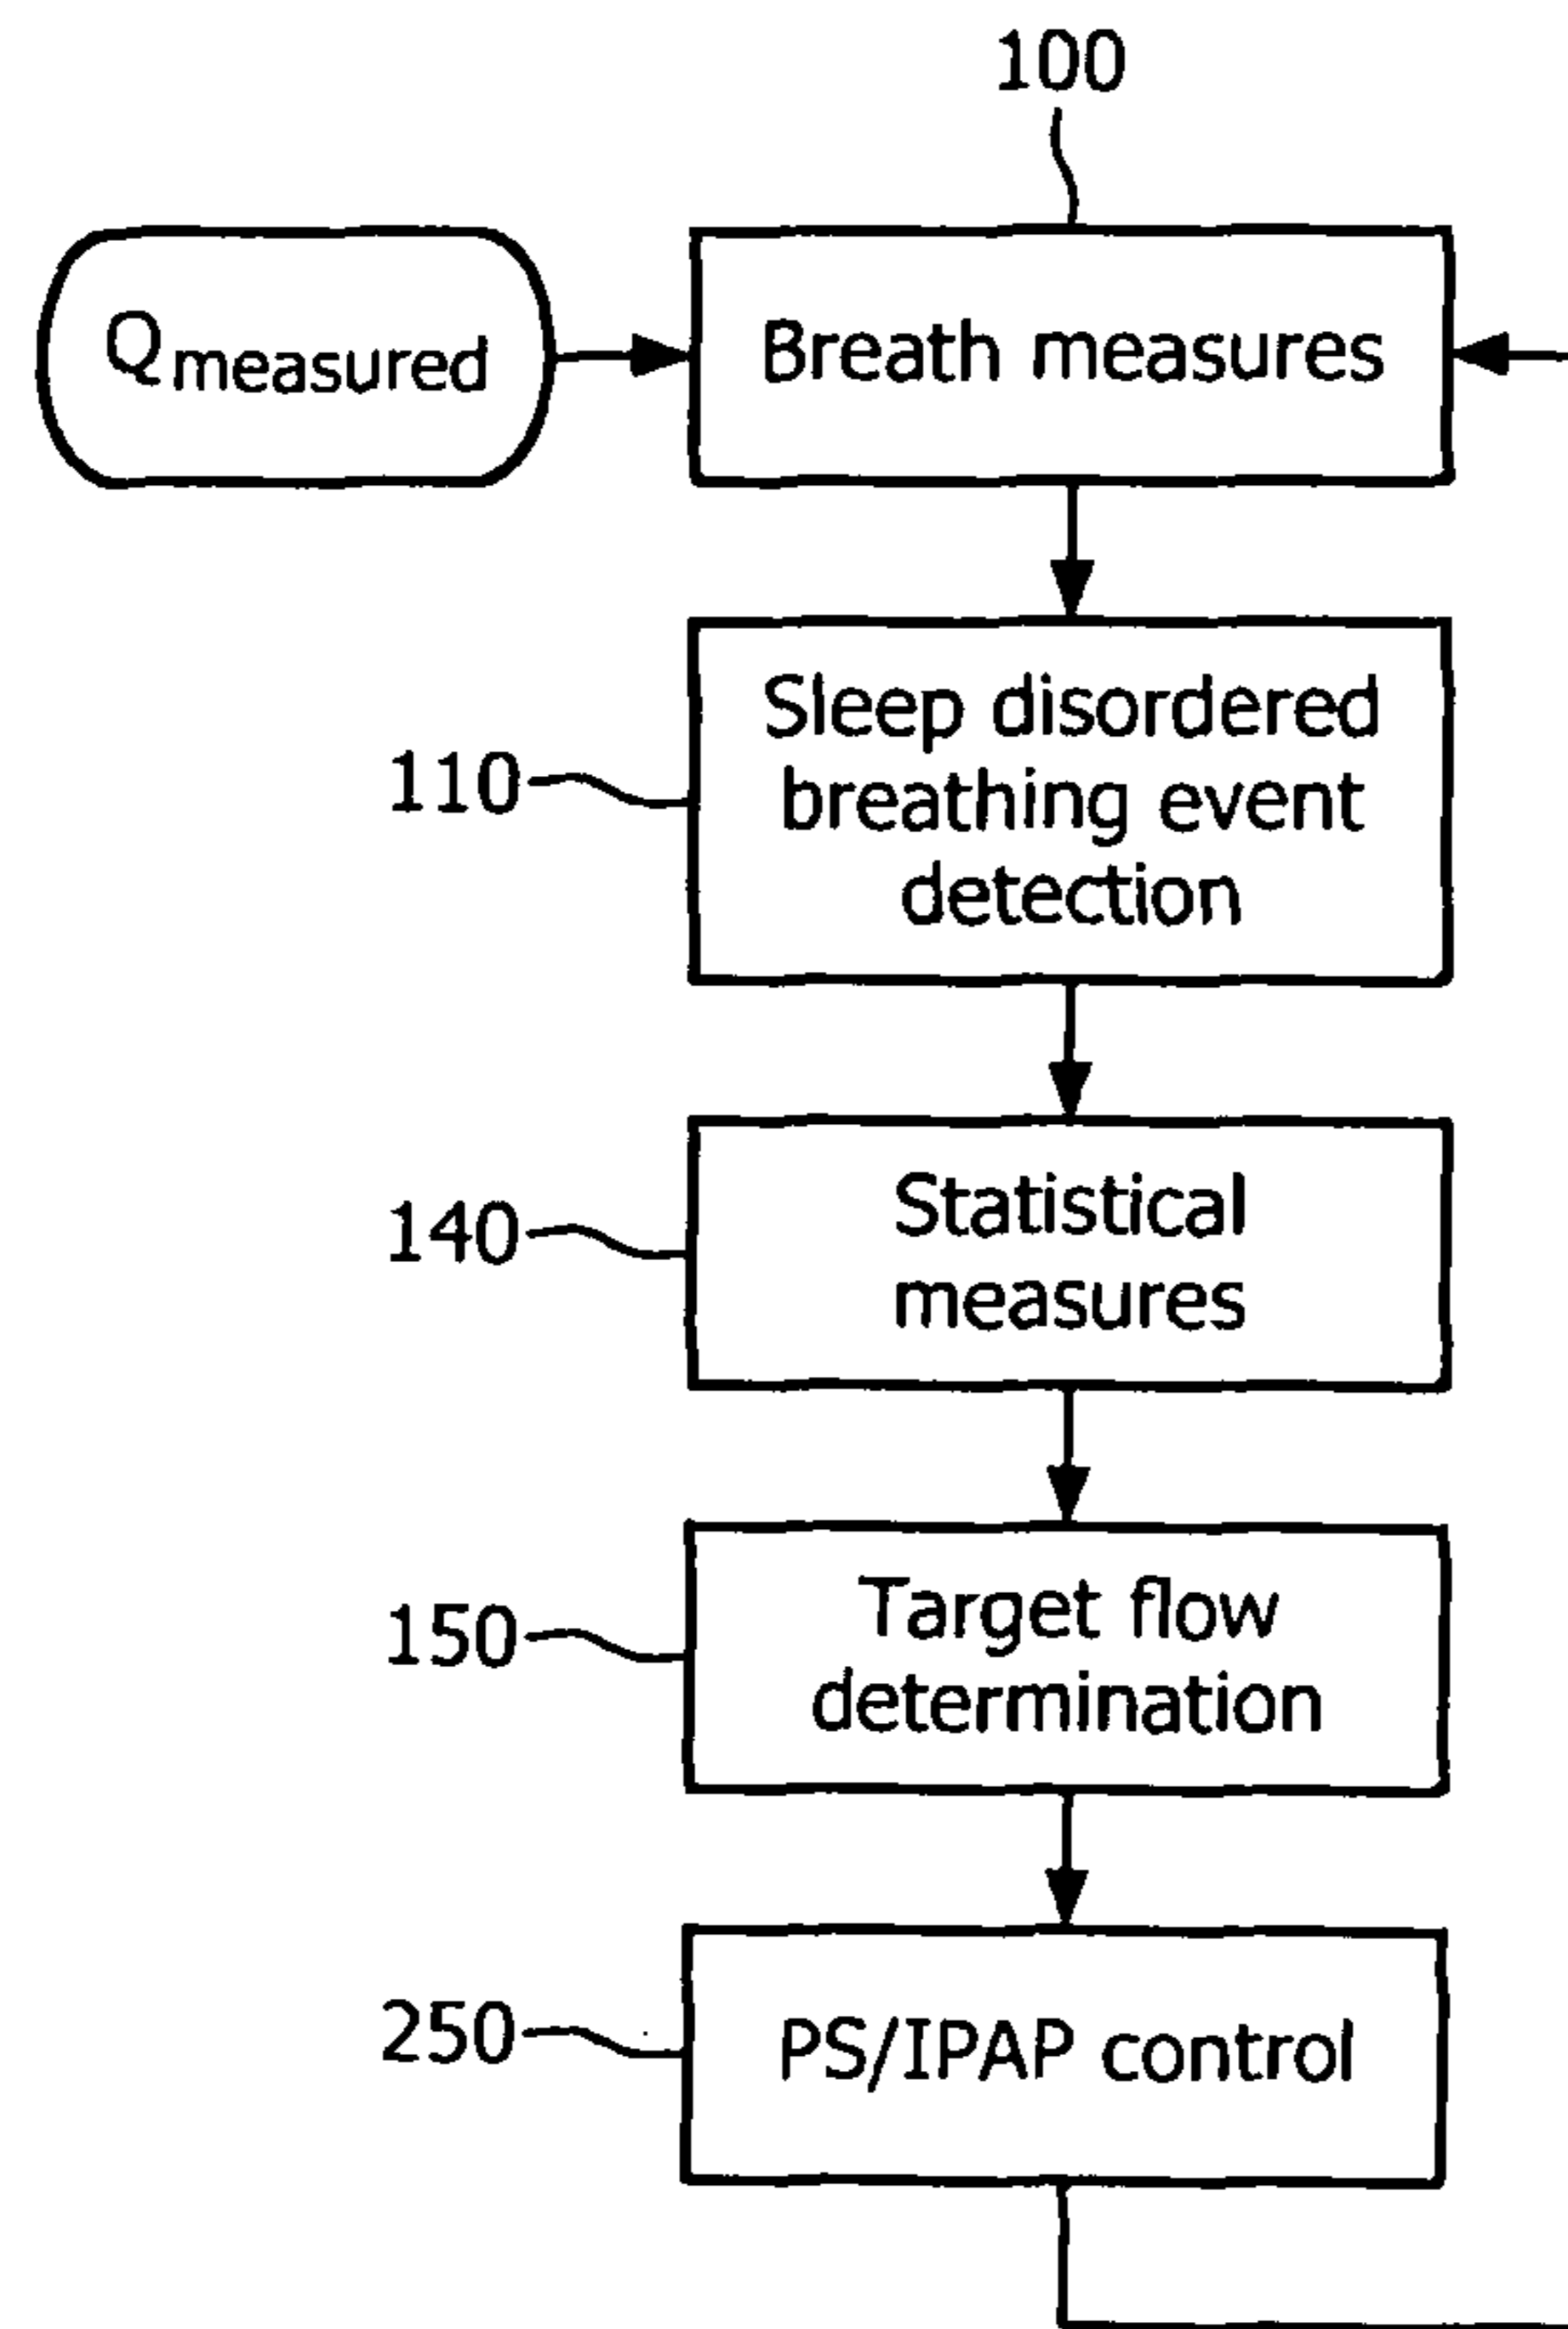 100
Qmeasured
Breath measures
110
Sleep disordered
breathing event
detection
140
Statistical
measures
150
Target flow
determination
250
PS/IPAP control